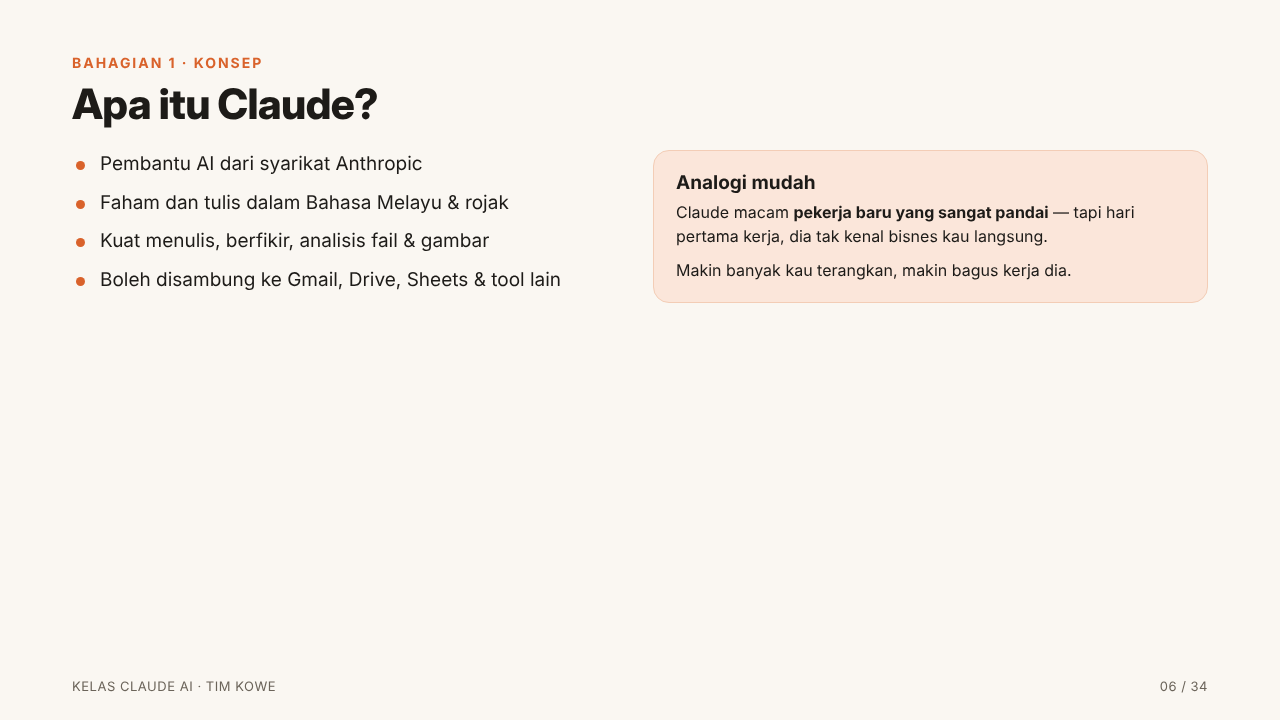 BAHAGIAN 1 · KONSEP
Apa itu Claude?
Pembantu AI dari syarikat Anthropic
Faham dan tulis dalam Bahasa Melayu & rojak
Kuat menulis, berfikir, analisis fail & gambar
Boleh disambung ke Gmail, Drive, Sheets & tool lain
Analogi mudah
Claude macam pekerja baru yang sangat pandai — tapi hari
pertama kerja, dia tak kenal bisnes kau langsung.
Makin banyak kau terangkan, makin bagus kerja dia.
KELAS CLAUDE AI · TIM KOWE
06 / 34